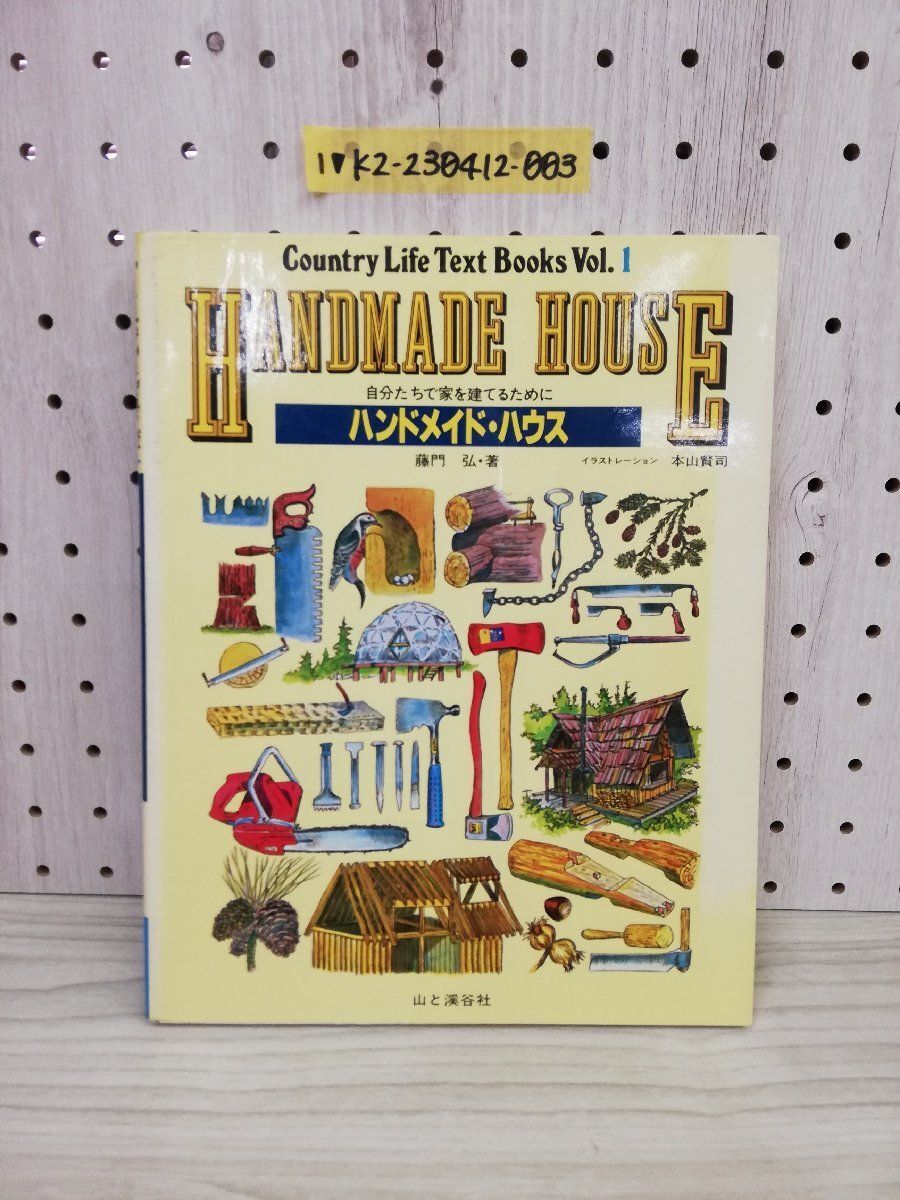 1▼K2-230412-003
Country Life Text Books Vol. 1
HANDMADE HOUSE
自分たちで家を建てるために
ハンドメイド・ハウス
藤門 弘・著 イラストレーション 本山賢司
山と溪谷社